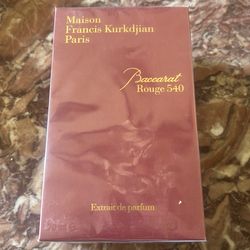 Maison
Francis Kurkdjian
Paris
Baccarat
Rouge 540
Extrait de parfum